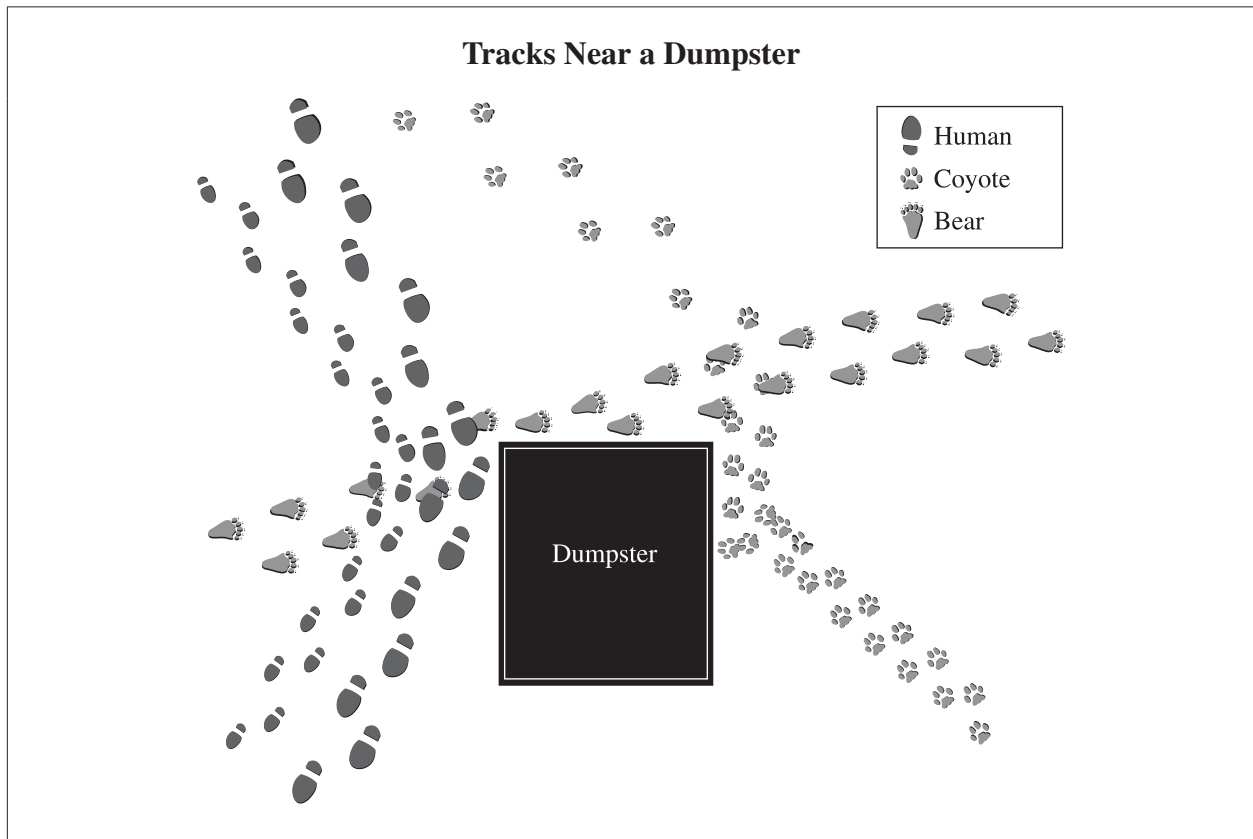 Tracks Near a Dumpster
Human
Coyote
Bear
Dumpster